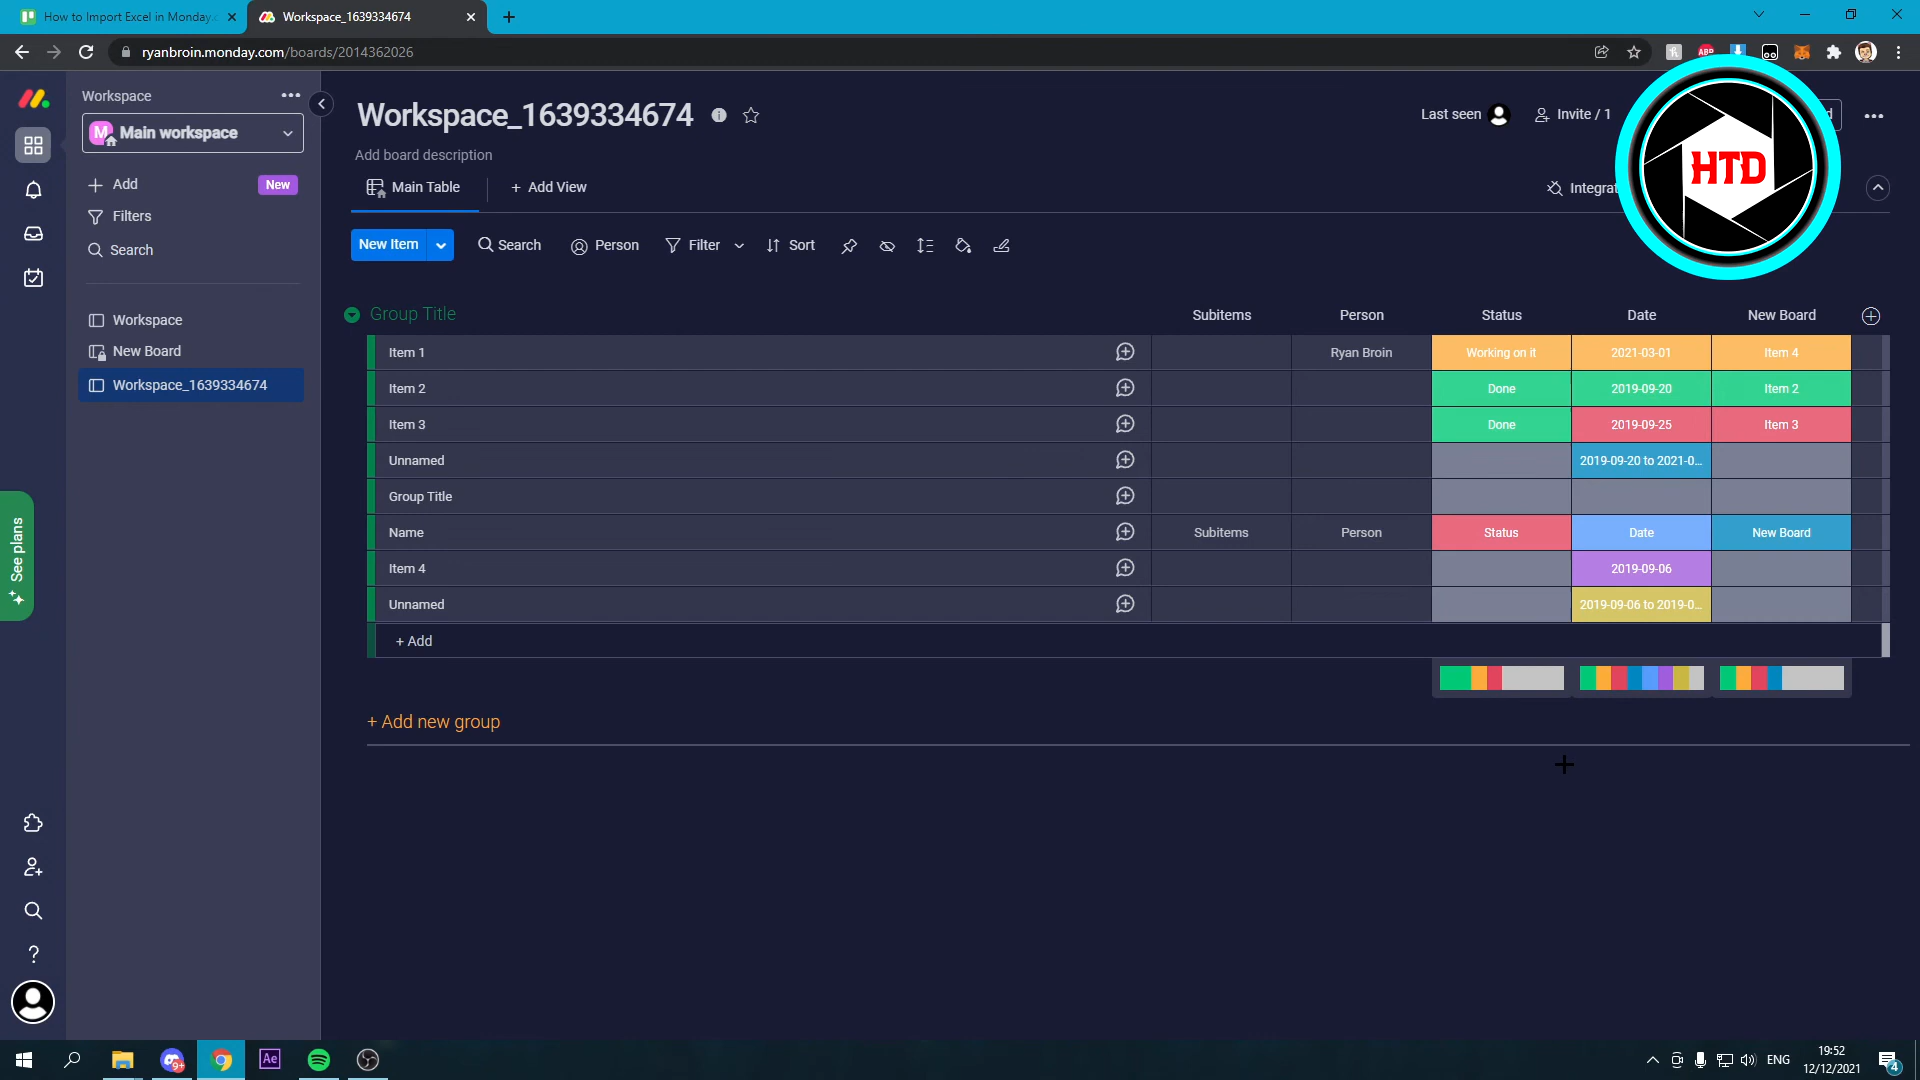 How to Import Excel in Monday.
Workspace_1639334674
ryanbroin.monday.com/boards/2014362026
ABP
Workspace
M Main workspace
Add New
Filters
Search
Workspace
New Board
Workspace_1639334674
See plans
Workspace_1639334674
Last seen
Invite / 1
d
Add board description
Main Table
+ Add View
Integrat
HTD
New Item
Search
Person
Filter
Sort
Group Title Subitems Person Status Date New Board
Item 1 Ryan Broin Working on it 2021-03-01 Item 4
Item 2 Done 2019-09-20 Item 2
Item 3 Done 2019-09-25 Item 3
Unnamed 2019-09-20 to 2021-0...
Group Title
Name Subitems Person Status Date New Board
Item 4 2019-09-06
Unnamed 2019-09-06 to 2019-0...
+ Add
+ Add new group
9+
Ae
ENG
19:52
12/12/2021
4